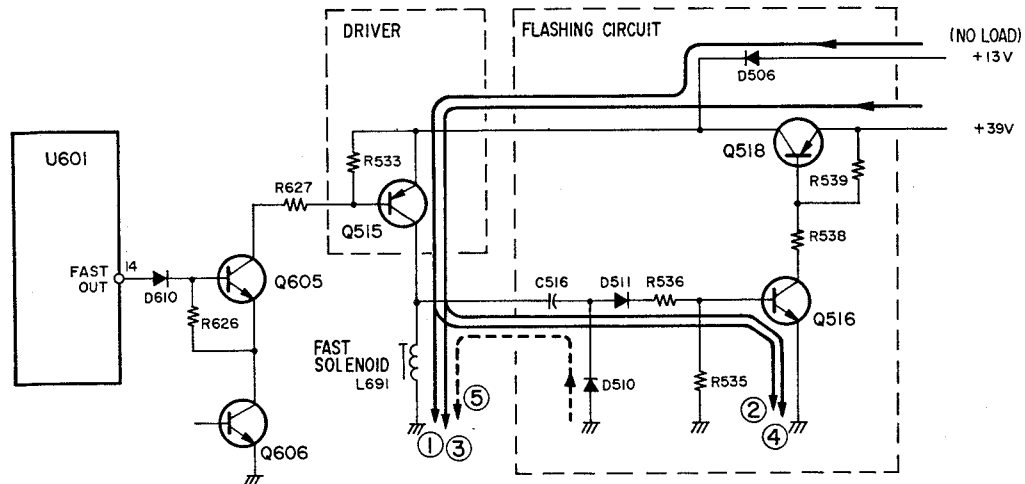 DRIVER
FLASHING CIRCUIT
(NO LOAD)
+13V
D506
+39V
U601
R533
Q518
R539
R627
Q515
R538
FAST OUT
14
D610
Q605
C516
D511
R536
Q516
R626
FAST SOLENOID
L691
D510
R535
Q606
①
③
⑤
②
④